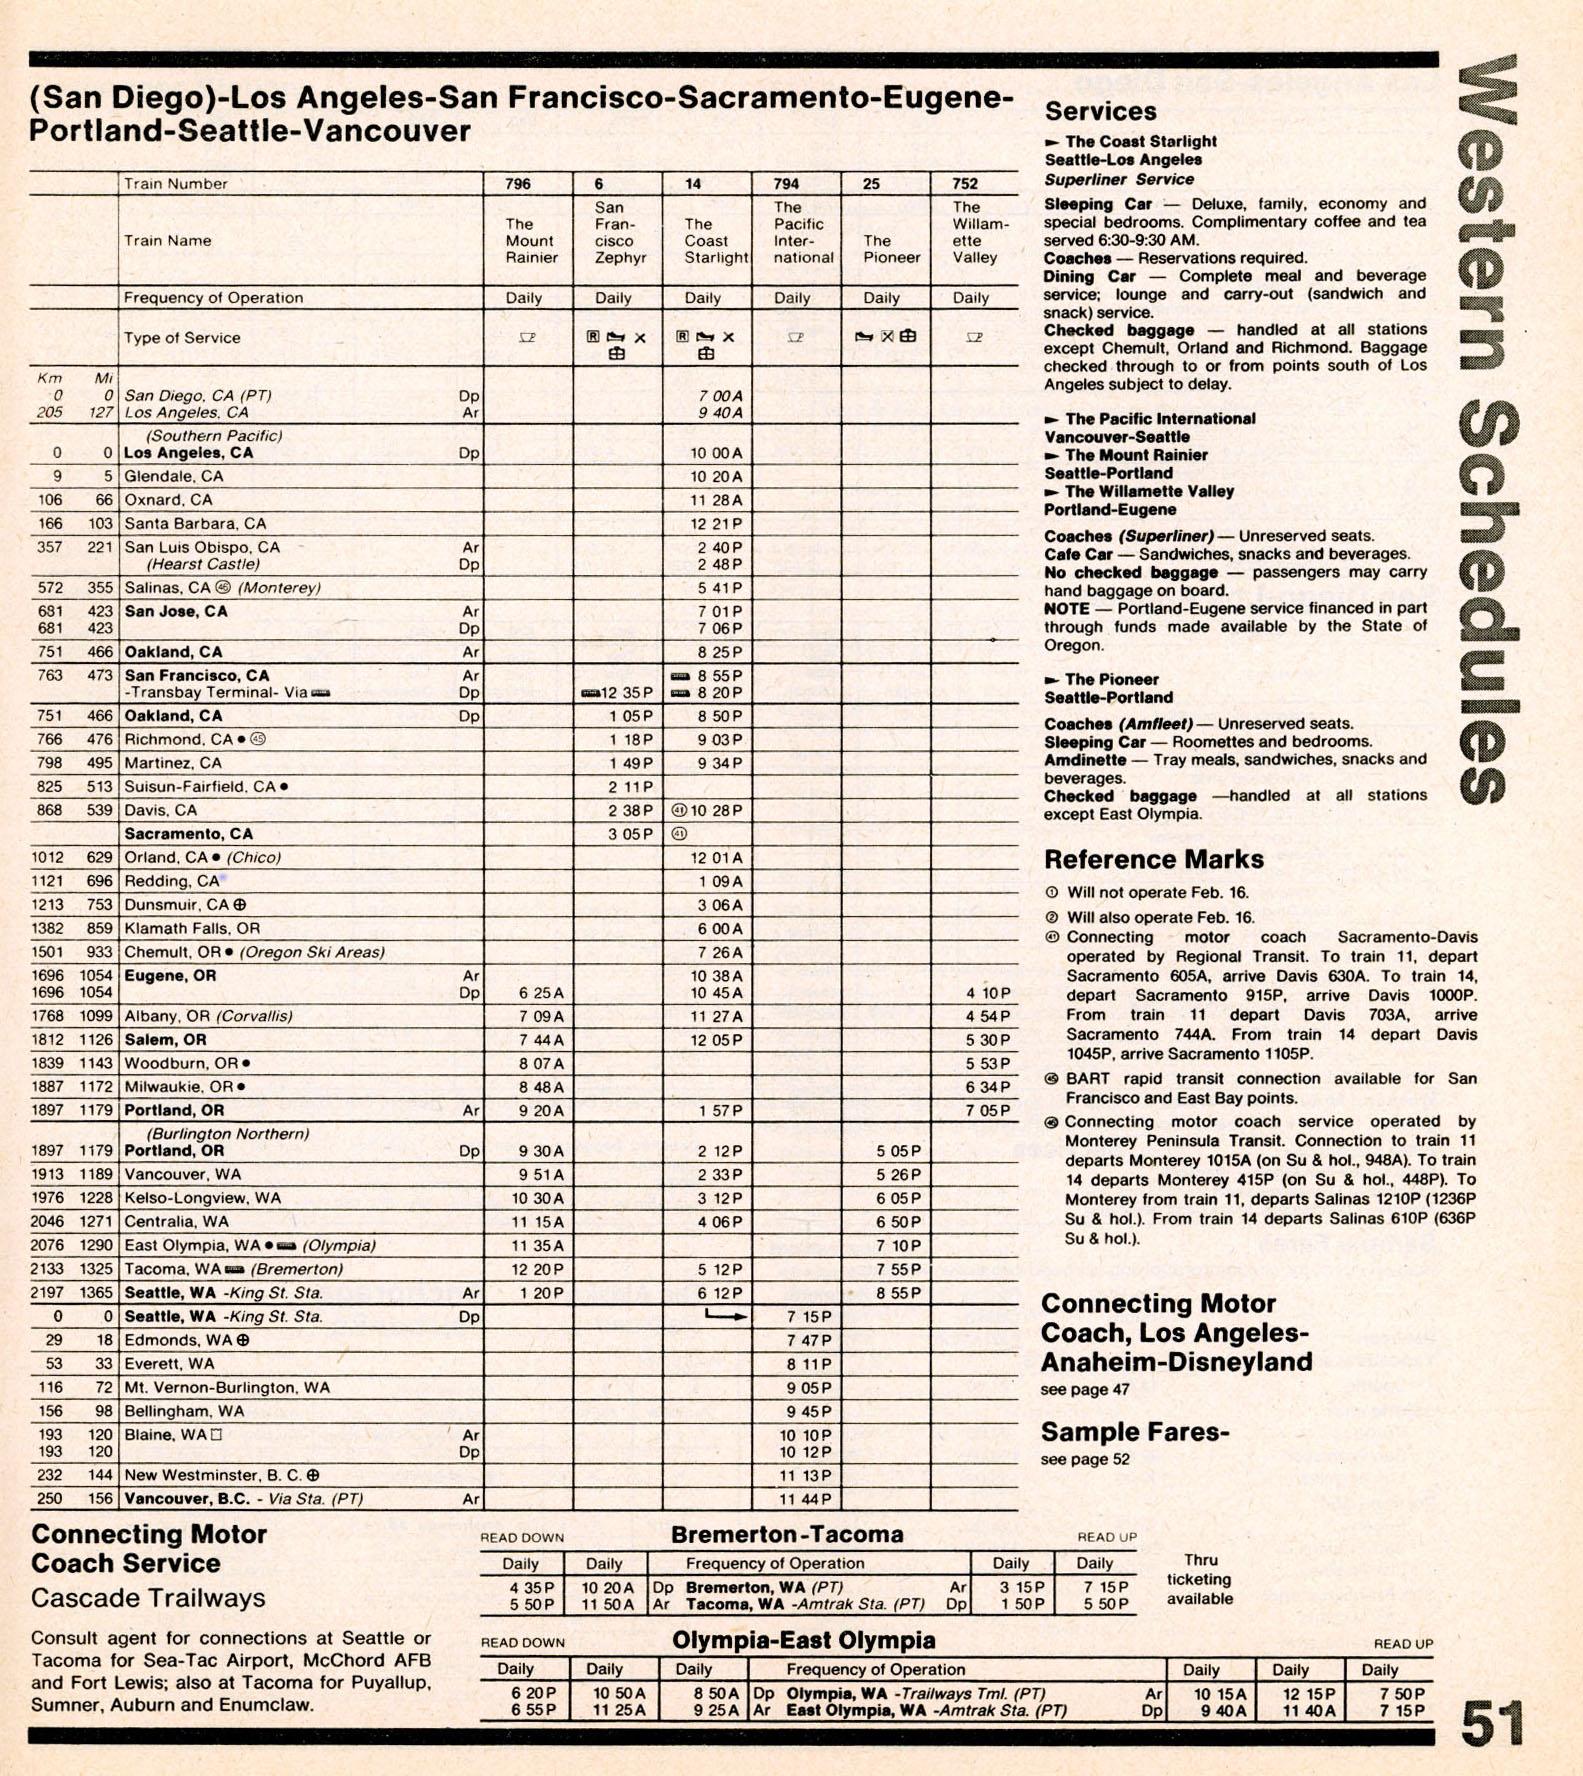 (San Diego)-Los Angeles-San Francisco-Sacramento-Eugene-
Portland-Seattle-Vancouver
Train Number 796 6 14 794 25 752
Train Name The Mount Rainier San Fran-cisco Zephyr The Coast Starlight The Pacific Inter-national The Pioneer The Willam-ette Valley
Frequency of Operation Daily Daily Daily Daily Daily Daily
Type of Service R R
Km Mi
0 0 San Diego, CA (PT) Dp 7 00A
205 127 Los Angeles, CA Ar 9 40A
(Southern Pacific)
0 0 Los Angeles, CA Dp 10 00A
9 5 Glendale, CA 10 20A
106 66 Oxnard, CA 11 28A
166 103 Santa Barbara, CA 12 21P
357 221 San Luis Obispo, CA Ar 2 40P
(Hearst Castle) Dp 2 48P
572 355 Salinas, CA 46 (Monterey) 5 41P
681 423 San Jose, CA Ar 7 01P
681 423 Dp 7 06P
751 466 Oakland, CA Ar 8 25P
763 473 San Francisco, CA Ar 8 55P
-Transbay Terminal- Via Dp 12 35P 8 20P
751 466 Oakland, CA Dp 1 05P 8 50P
766 476 Richmond, CA ● 45 1 18P 9 03P
798 495 Martinez, CA 1 49P 9 34P
825 513 Suisun-Fairfield, CA ● 2 11P
868 539 Davis, CA 2 38P 41 10 28P
Sacramento, CA 3 05P 41
1012 629 Orland, CA ● (Chico) 12 01A
1121 696 Redding, CA 1 09A
1213 753 Dunsmuir, CA ⊕ 3 06A
1382 859 Klamath Falls, OR 6 00A
1501 933 Chemult, OR ● (Oregon Ski Areas) 7 26A
1696 1054 Eugene, OR Ar 10 38A
1696 1054 Dp 6 25A 10 45A 4 10P
1768 1099 Albany, OR (Corvallis) 7 09A 11 27A 4 54P
1812 1126 Salem, OR 7 44A 12 05P 5 30P
1839 1143 Woodburn, OR ● 8 07A 5 53P
1887 1172 Milwaukie, OR ● 8 48A 6 34P
1897 1179 Portland, OR Ar 9 20A 1 57P 7 05P
(Burlington Northern)
1897 1179 Portland, OR Dp 9 30A 2 12P 5 05P
1913 1189 Vancouver, WA 9 51A 2 33P 5 26P
1976 1228 Kelso-Longview, WA 10 30A 3 12P 6 05P
2046 1271 Centralia, WA 11 15A 4 06P 6 50P
2076 1290 East Olympia, WA ● (Olympia) 11 35A 7 10P
2133 1325 Tacoma, WA (Bremerton) 12 20P 5 12P 7 55P
2197 1365 Seattle, WA -King St. Sta. Ar 1 20P 6 12P 8 55P
0 0 Seattle, WA -King St. Sta. Dp 7 15P
29 18 Edmonds, WA ⊕ 7 47P
53 33 Everett, WA 8 11P
116 72 Mt. Vernon-Burlington, WA 9 05P
156 98 Bellingham, WA 9 45P
193 120 Blaine, WA □ Ar 10 10P
193 120 Dp 10 12P
232 144 New Westminster, B. C. ⊕ 11 13P
250 156 Vancouver, B.C. - Via Sta. (PT) Ar 11 44P
Services
► The Coast Starlight
Seattle-Los Angeles
Superliner Service
Sleeping Car — Deluxe, family, economy and
special bedrooms. Complimentary coffee and tea
served 6:30-9:30 AM.
Coaches — Reservations required.
Dining Car — Complete meal and beverage
service; lounge and carry-out (sandwich and
snack) service.
Checked baggage — handled at all stations
except Chemult, Orland and Richmond. Baggage
checked through to or from points south of Los
Angeles subject to delay.
► The Pacific International
Vancouver-Seattle
► The Mount Rainier
Seattle-Portland
► The Willamette Valley
Portland-Eugene
Coaches (Superliner) — Unreserved seats.
Cafe Car — Sandwiches, snacks and beverages.
No checked baggage — passengers may carry
hand baggage on board.
NOTE — Portland-Eugene service financed in part
through funds made available by the State of
Oregon.
► The Pioneer
Seattle-Portland
Coaches (Amfleet) — Unreserved seats.
Sleeping Car — Roomettes and bedrooms.
Amdinette — Tray meals, sandwiches, snacks and
beverages.
Checked baggage —handled at all stations
except East Olympia.
Reference Marks
① Will not operate Feb. 16.
② Will also operate Feb. 16.
41 Connecting motor coach Sacramento-Davis
operated by Regional Transit. To train 11, depart
Sacramento 605A, arrive Davis 630A. To train 14,
depart Sacramento 915P, arrive Davis 1000P.
From train 11 depart Davis 703A, arrive
Sacramento 744A. From train 14 depart Davis
1045P, arrive Sacramento 1105P.
45 BART rapid transit connection available for San
Francisco and East Bay points.
46 Connecting motor coach service operated by
Monterey Peninsula Transit. Connection to train 11
departs Monterey 1015A (on Su & hol., 948A). To train
14 departs Monterey 415P (on Su & hol., 448P). To
Monterey from train 11, departs Salinas 1210P (1236P
Su & hol.). From train 14 departs Salinas 610P (636P
Su & hol.).
Connecting Motor
Coach, Los Angeles-
Anaheim-Disneyland
see page 47
Sample Fares-
see page 52
Western Schedules
Connecting Motor
Coach Service
Cascade Trailways
Consult agent for connections at Seattle or
Tacoma for Sea-Tac Airport, McChord AFB
and Fort Lewis; also at Tacoma for Puyallup,
Sumner, Auburn and Enumclaw.
READ DOWN Bremerton-Tacoma READ UP
Daily Daily Frequency of Operation Daily Daily
4 35P 10 20A Dp Bremerton, WA (PT) Ar 3 15P 7 15P
5 50P 11 50A Ar Tacoma, WA -Amtrak Sta. (PT) Dp 1 50P 5 50P
Thru
ticketing
available
READ DOWN Olympia-East Olympia READ UP
Daily Daily Daily Frequency of Operation Daily Daily Daily
6 20P 10 50A 8 50A Dp Olympia, WA -Trailways Tml. (PT) Ar 10 15A 12 15P 7 50P
6 55P 11 25A 9 25A Ar East Olympia, WA -Amtrak Sta. (PT) Dp 9 40A 11 40A 7 15P
51